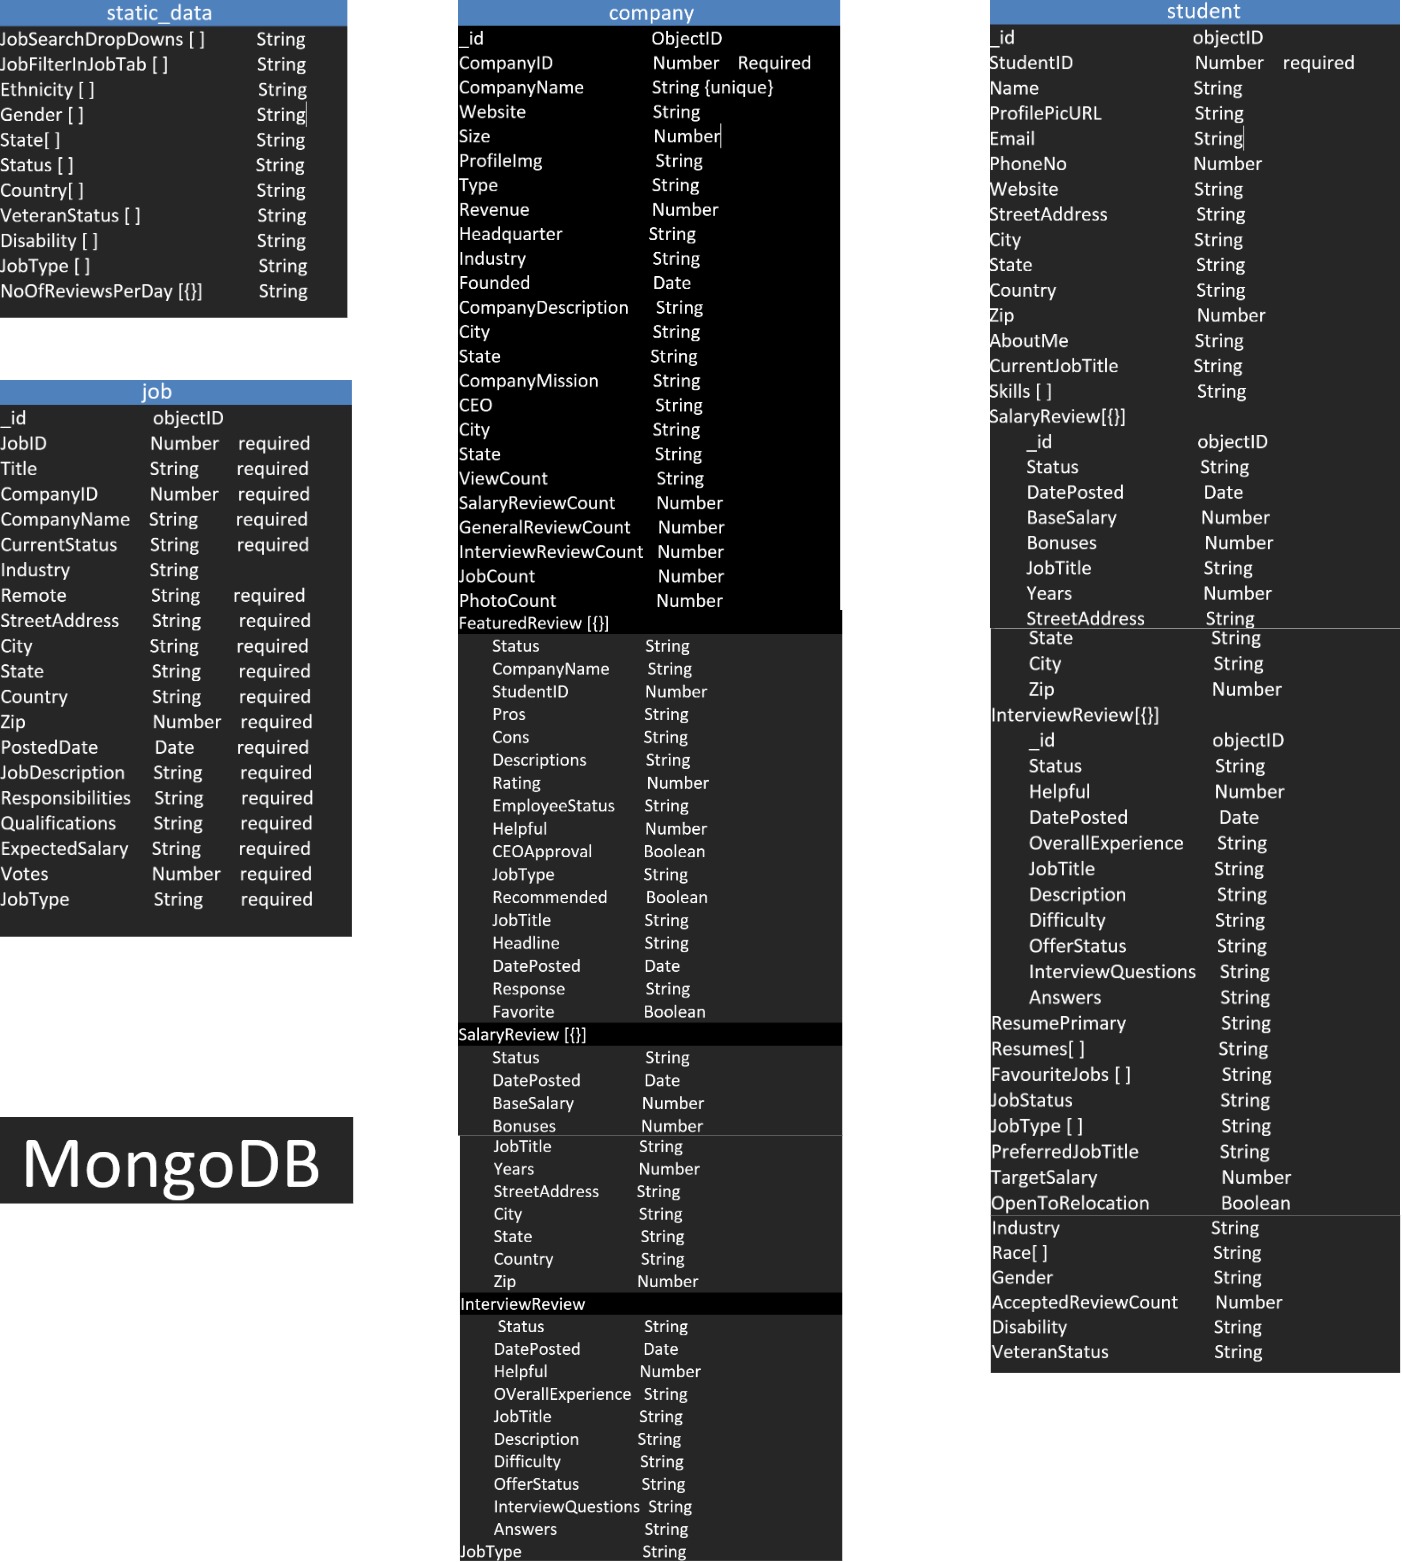 static_data
JobSearchDropDowns [ ] String
JobFilterInJobTab [ ] String
Ethnicity [ ] String
Gender [ ] String
State[ ] String
Status [ ] String
Country[ ] String
VeteranStatus [ ] String
Disability [ ] String
JobType [ ] String
NoOfReviewsPerDay [{}] String
job
_id objectID
JobID Number required
Title String required
CompanyID Number required
CompanyName String required
CurrentStatus String required
Industry String
Remote String required
StreetAddress String required
City String required
State String required
Country String required
Zip Number required
PostedDate Date required
JobDescription String required
Responsibilities String required
Qualifications String required
ExpectedSalary String required
Votes Number required
JobType String required
MongoDB
company
_id ObjectID
CompanyID Number Required
CompanyName String {unique}
Website String
Size Number
ProfileImg String
Type String
Revenue Number
Headquarter String
Industry String
Founded Date
CompanyDescription String
City String
State String
CompanyMission String
CEO String
City String
State String
ViewCount String
SalaryReviewCount Number
GeneralReviewCount Number
InterviewReviewCount Number
JobCount Number
PhotoCount Number
FeaturedReview [{}]
Status String
CompanyName String
StudentID Number
Pros String
Cons String
Descriptions String
Rating Number
EmployeeStatus String
Helpful Number
CEOApproval Boolean
JobType String
Recommended Boolean
JobTitle String
Headline String
DatePosted Date
Response String
Favorite Boolean
SalaryReview [{}]
Status String
DatePosted Date
BaseSalary Number
Bonuses Number
JobTitle String
Years Number
StreetAddress String
City String
State String
Country String
Zip Number
InterviewReview
Status String
DatePosted Date
Helpful Number
OVerallExperience String
JobTitle String
Description String
Difficulty String
OfferStatus String
InterviewQuestions String
Answers String
JobType String
student
_id objectID
StudentID Number required
Name String
ProfilePicURL String
Email String
PhoneNo Number
Website String
StreetAddress String
City String
State String
Country String
Zip Number
AboutMe String
CurrentJobTitle String
Skills [ ] String
SalaryReview[{}]
_id objectID
Status String
DatePosted Date
BaseSalary Number
Bonuses Number
JobTitle String
Years Number
StreetAddress String
State String
City String
Zip Number
InterviewReview[{}]
_id objectID
Status String
Helpful Number
DatePosted Date
OverallExperience String
JobTitle String
Description String
Difficulty String
OfferStatus String
InterviewQuestions String
Answers String
ResumePrimary String
Resumes[ ] String
FavouriteJobs [ ] String
JobStatus String
JobType [ ] String
PreferredJobTitle String
TargetSalary Number
OpenToRelocation Boolean
Industry String
Race[ ] String
Gender String
AcceptedReviewCount Number
Disability String
VeteranStatus String